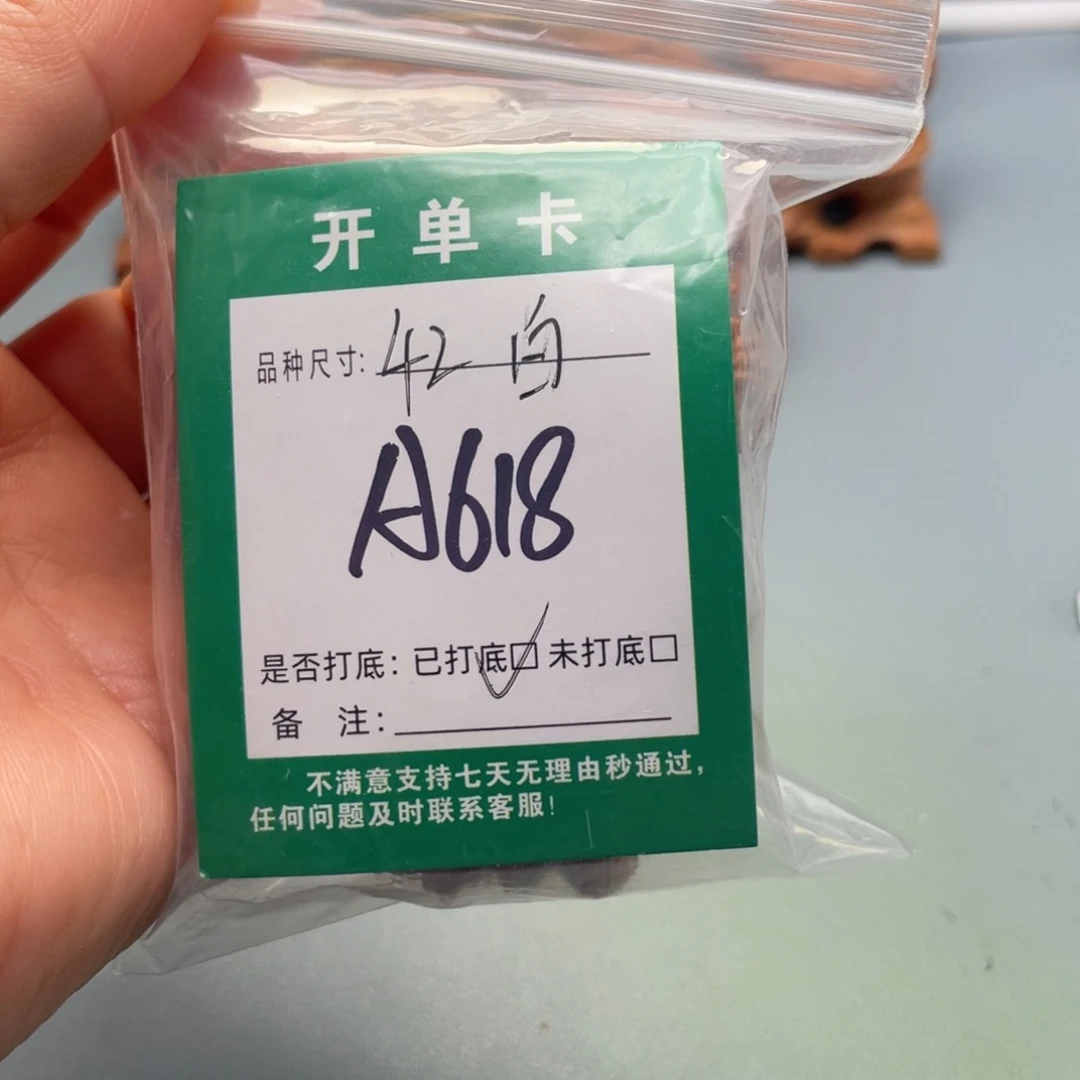 开单卡
品种尺寸: 42 白
A618
是否打底: 已打底☑ 未打底□
备 注:
不满意支持七天无理由秒通过,
任何问题及时联系客服!